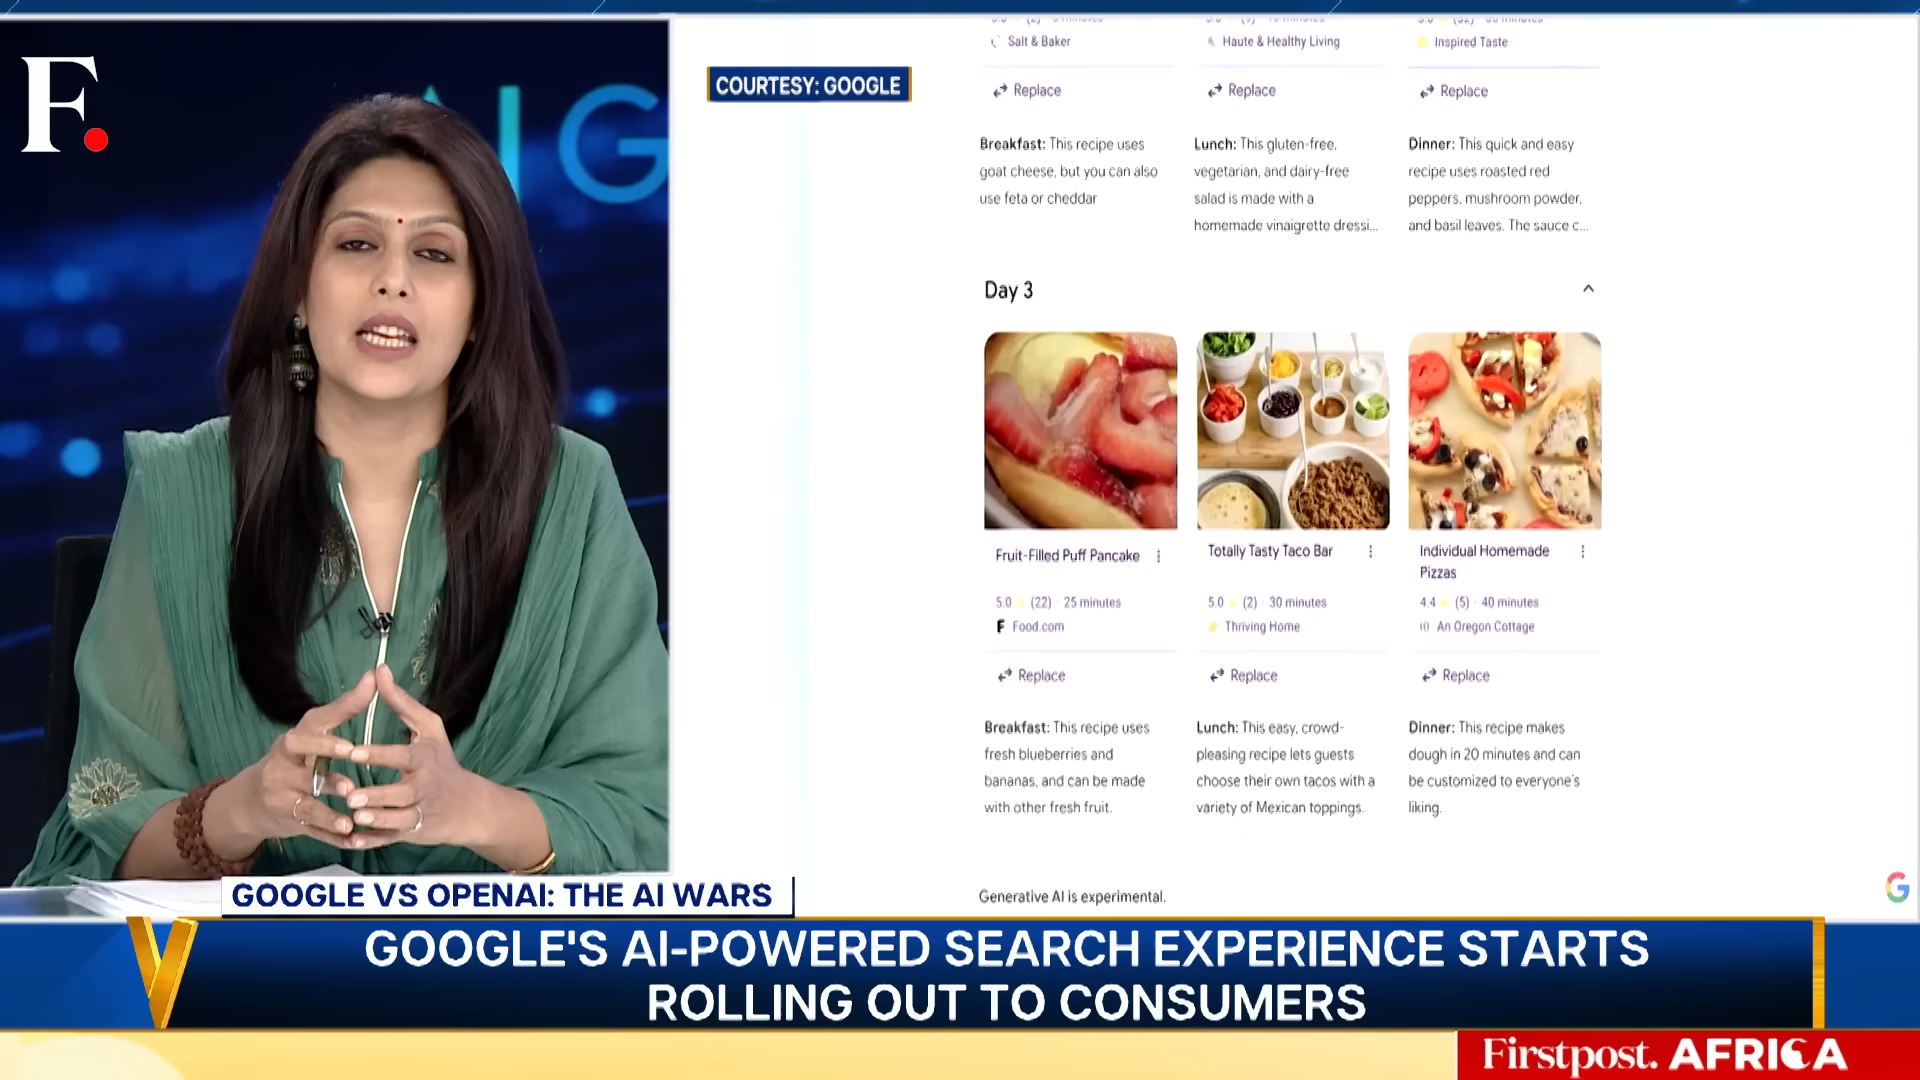 F.
AI G
COURTESY: GOOGLE
Salt & Baker
Haute & Healthy Living
Inspired Taste
Replace
Replace
Replace
Breakfast: This recipe uses
goat cheese, but you can also
use feta or cheddar
Lunch: This gluten-free,
vegetarian, and dairy-free
salad is made with a
homemade vinaigrette dressi...
Dinner: This quick and easy
recipe uses roasted red
peppers, mushroom powder,
and basil leaves. The sauce c...
Day 3
Fruit-Filled Puff Pancake
5.0 (22) · 25 minutes
Food.com
Replace
Breakfast: This recipe uses
fresh blueberries and
bananas, and can be made
with other fresh fruit.
Totally Tasty Taco Bar
5.0 (2) · 30 minutes
Thriving Home
Replace
Lunch: This easy, crowd-
pleasing recipe lets guests
choose their own tacos with a
variety of Mexican toppings.
Individual Homemade
Pizzas
4.4 (5) · 40 minutes
An Oregon Cottage
Replace
Dinner: This recipe makes
dough in 20 minutes and can
be customized to everyone's
liking.
Generative AI is experimental.
G
GOOGLE VS OPENAI: THE AI WARS
V
GOOGLE'S AI-POWERED SEARCH EXPERIENCE STARTS
ROLLING OUT TO CONSUMERS
Firstpost. AFRICA